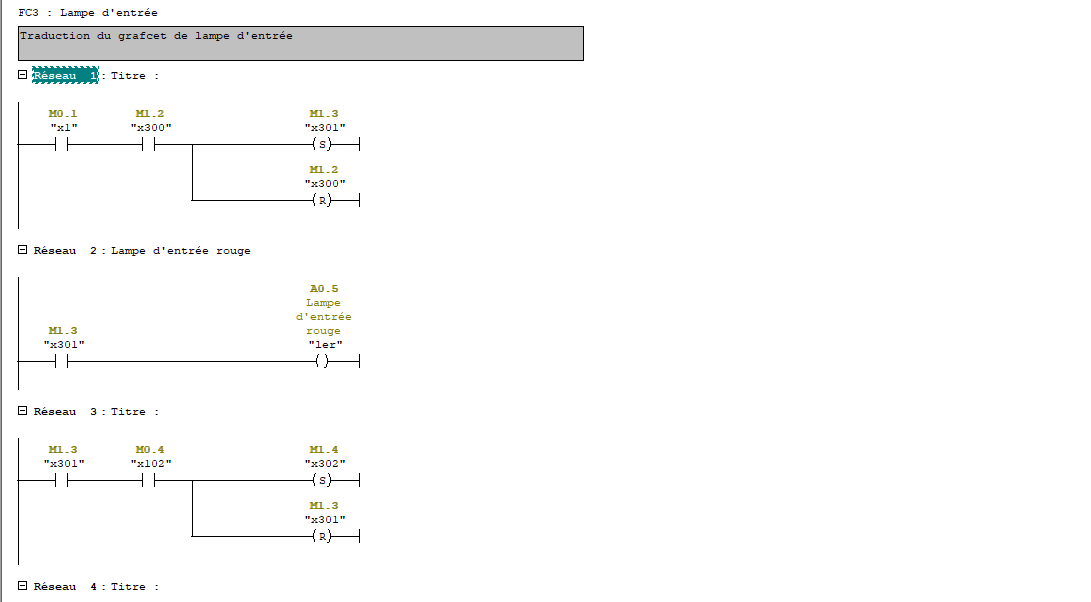 FC3 : Lampe d'entrée
Traduction du grafcet de lampe d'entrée
Réseau 1 : Titre :
M0.1 M1.2 M1.3
"x1" "x300" "x301"
S
M1.2
"x300"
R
Réseau 2 : Lampe d'entrée rouge
A0.5
Lampe
d'entrée
M1.3 rouge
"x301" "ler"
Réseau 3 : Titre :
M1.3 M0.4 M1.4
"x301" "x102" "x302"
S
M1.3
"x301"
R
Réseau 4 : Titre :